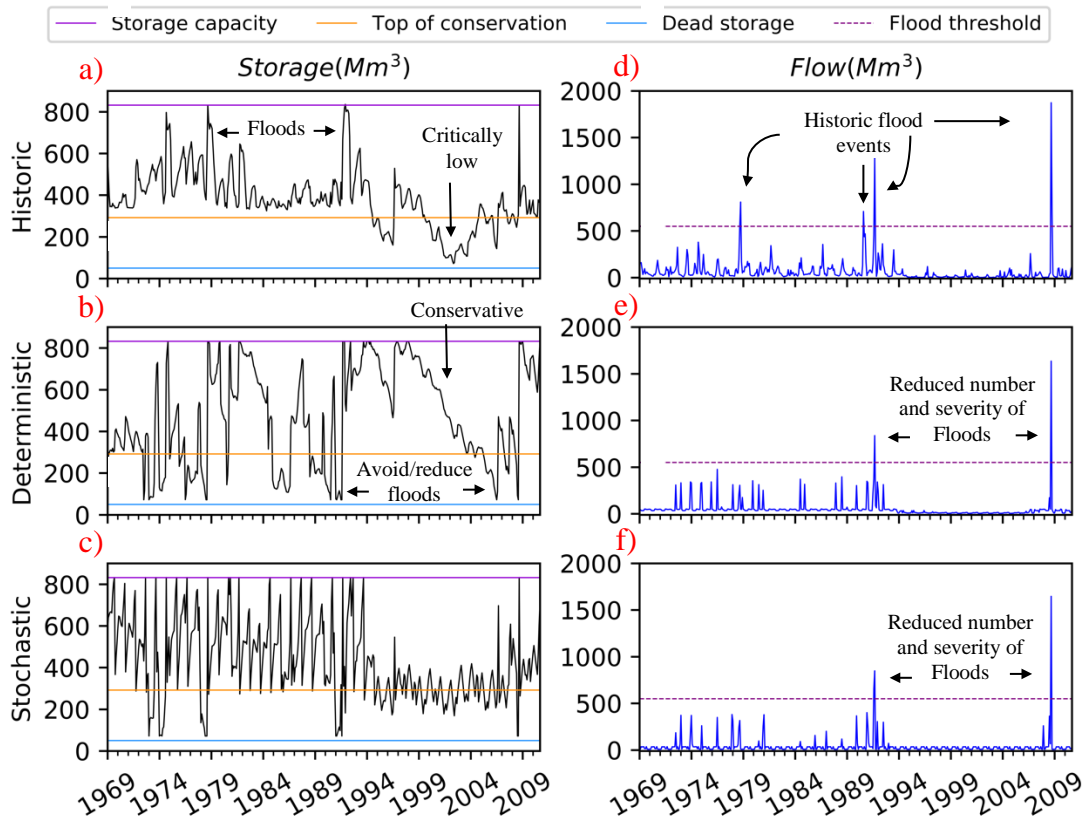 Storage capacity Top of conservation Dead storage Flood threshold
a) Storage(Mm³) d) Flow(Mm³)
Historic
800
600
400
200
0
Floods
Critically
low
2000
1500
1000
500
0
Historic flood
events
b) e)
Deterministic
800
600
400
200
0
Conservative
Avoid/reduce
floods
2000
1500
1000
500
0
Reduced number
and severity of
Floods
c) f)
Stochastic
800
600
400
200
0
2000
1500
1000
500
0
Reduced number
and severity of
Floods
1969 1974 1979 1984 1989 1994 1999 2004 2009
1969 1974 1979 1984 1989 1994 1999 2004 2009